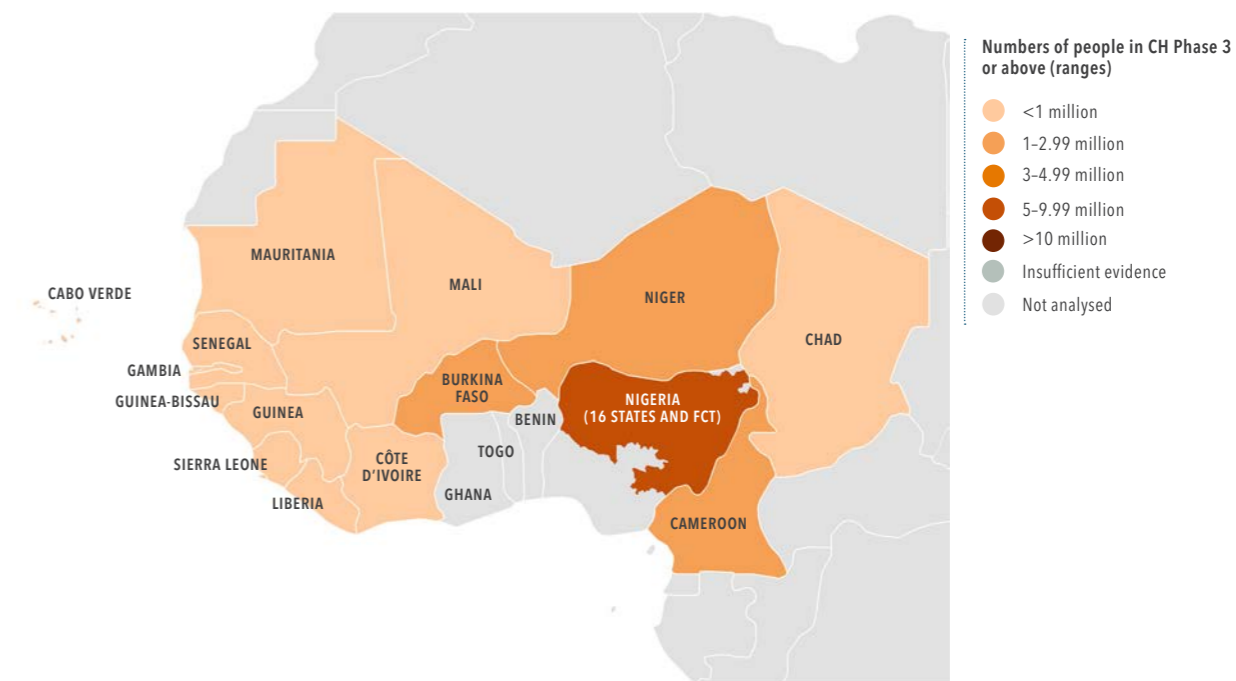 Numbers of people in CH Phase 3
or above (ranges)
<1 million
1–2.99 million
3–4.99 million
5–9.99 million
>10 million
Insufficient evidence
Not analysed
MAURITANIA
MALI
CABO VERDE
NIGER
CHAD
SENEGAL
GAMBIA
GUINEA-BISSAU
GUINEA
BURKINA
FASO
BENIN
NIGERIA
(16 STATES AND FCT)
SIERRA LEONE
CÔTE
D'IVOIRE
TOGO
GHANA
LIBERIA
CAMEROON